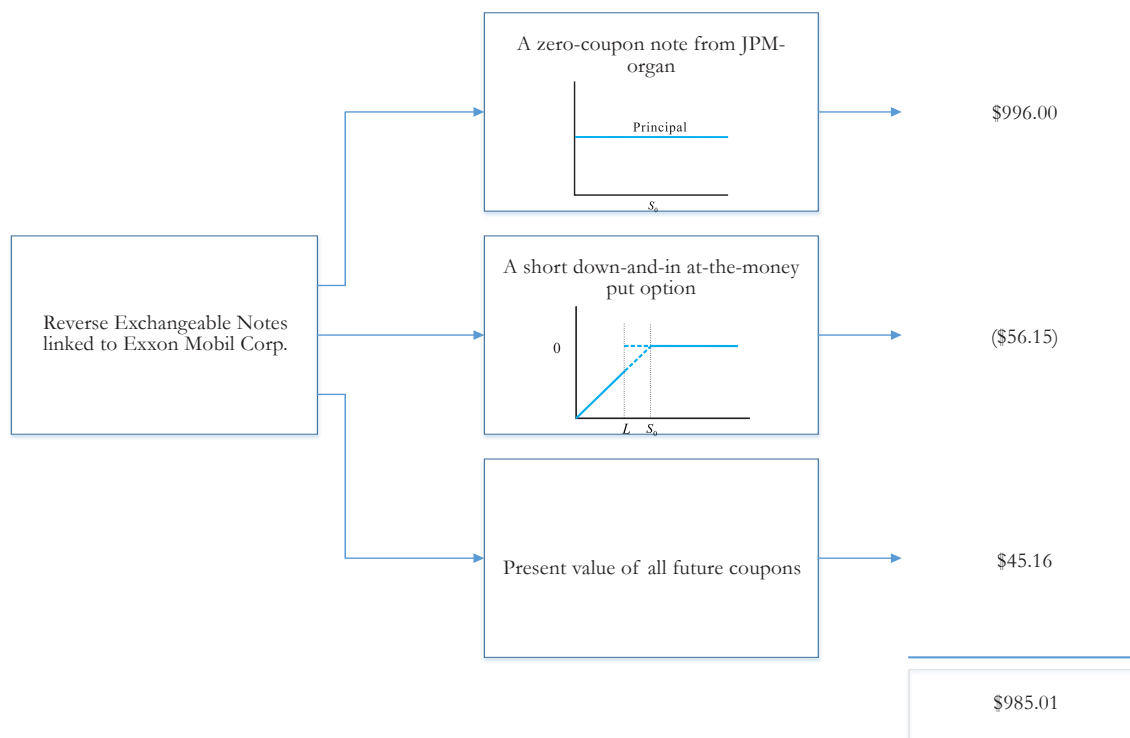 A zero-coupon note from JPM-
organ
Principal
S₀
$996.00
Reverse Exchangeable Notes
linked to Exxon Mobil Corp.
A short down-and-in at-the-money
put option
0
L S₀
($56.15)
Present value of all future coupons
$45.16
$985.01